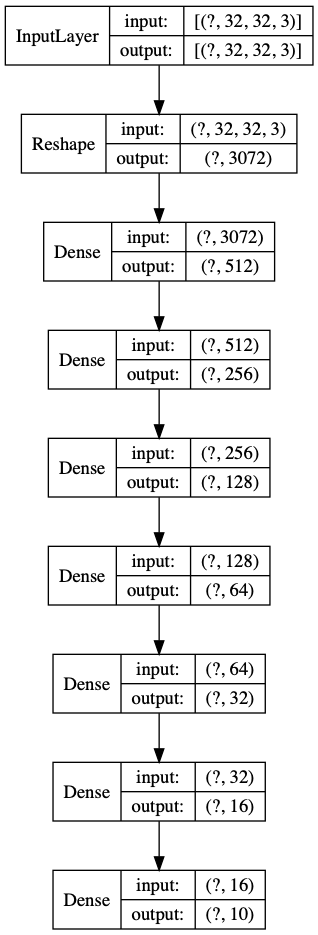 InputLayer
input: [(?, 32, 32, 3)]
output: [(?, 32, 32, 3)]
Reshape
input: (?, 32, 32, 3)
output: (?, 3072)
Dense
input: (?, 3072)
output: (?, 512)
Dense
input: (?, 512)
output: (?, 256)
Dense
input: (?, 256)
output: (?, 128)
Dense
input: (?, 128)
output: (?, 64)
Dense
input: (?, 64)
output: (?, 32)
Dense
input: (?, 32)
output: (?, 16)
Dense
input: (?, 16)
output: (?, 10)